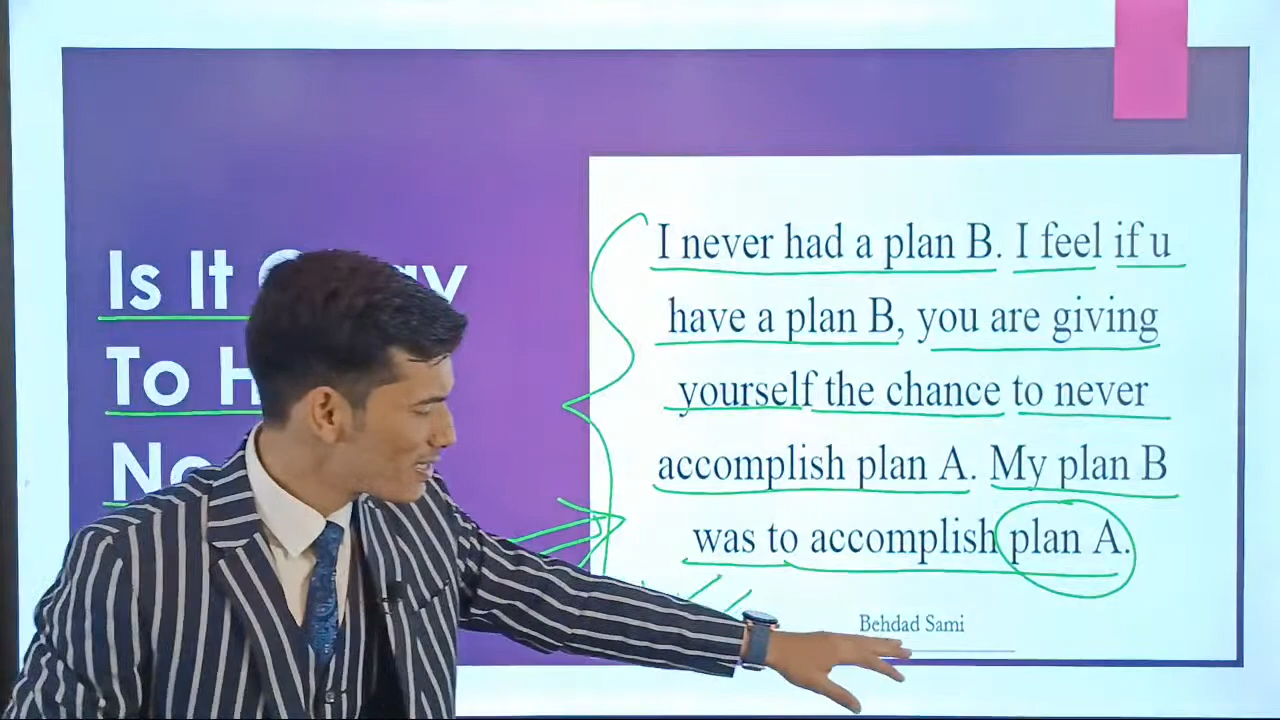 Is It
To
I never had a plan B. I feel if u
have a plan B, you are giving
yourself the chance to never
accomplish plan A. My plan B
was to accomplish plan A.
Behdad Sami